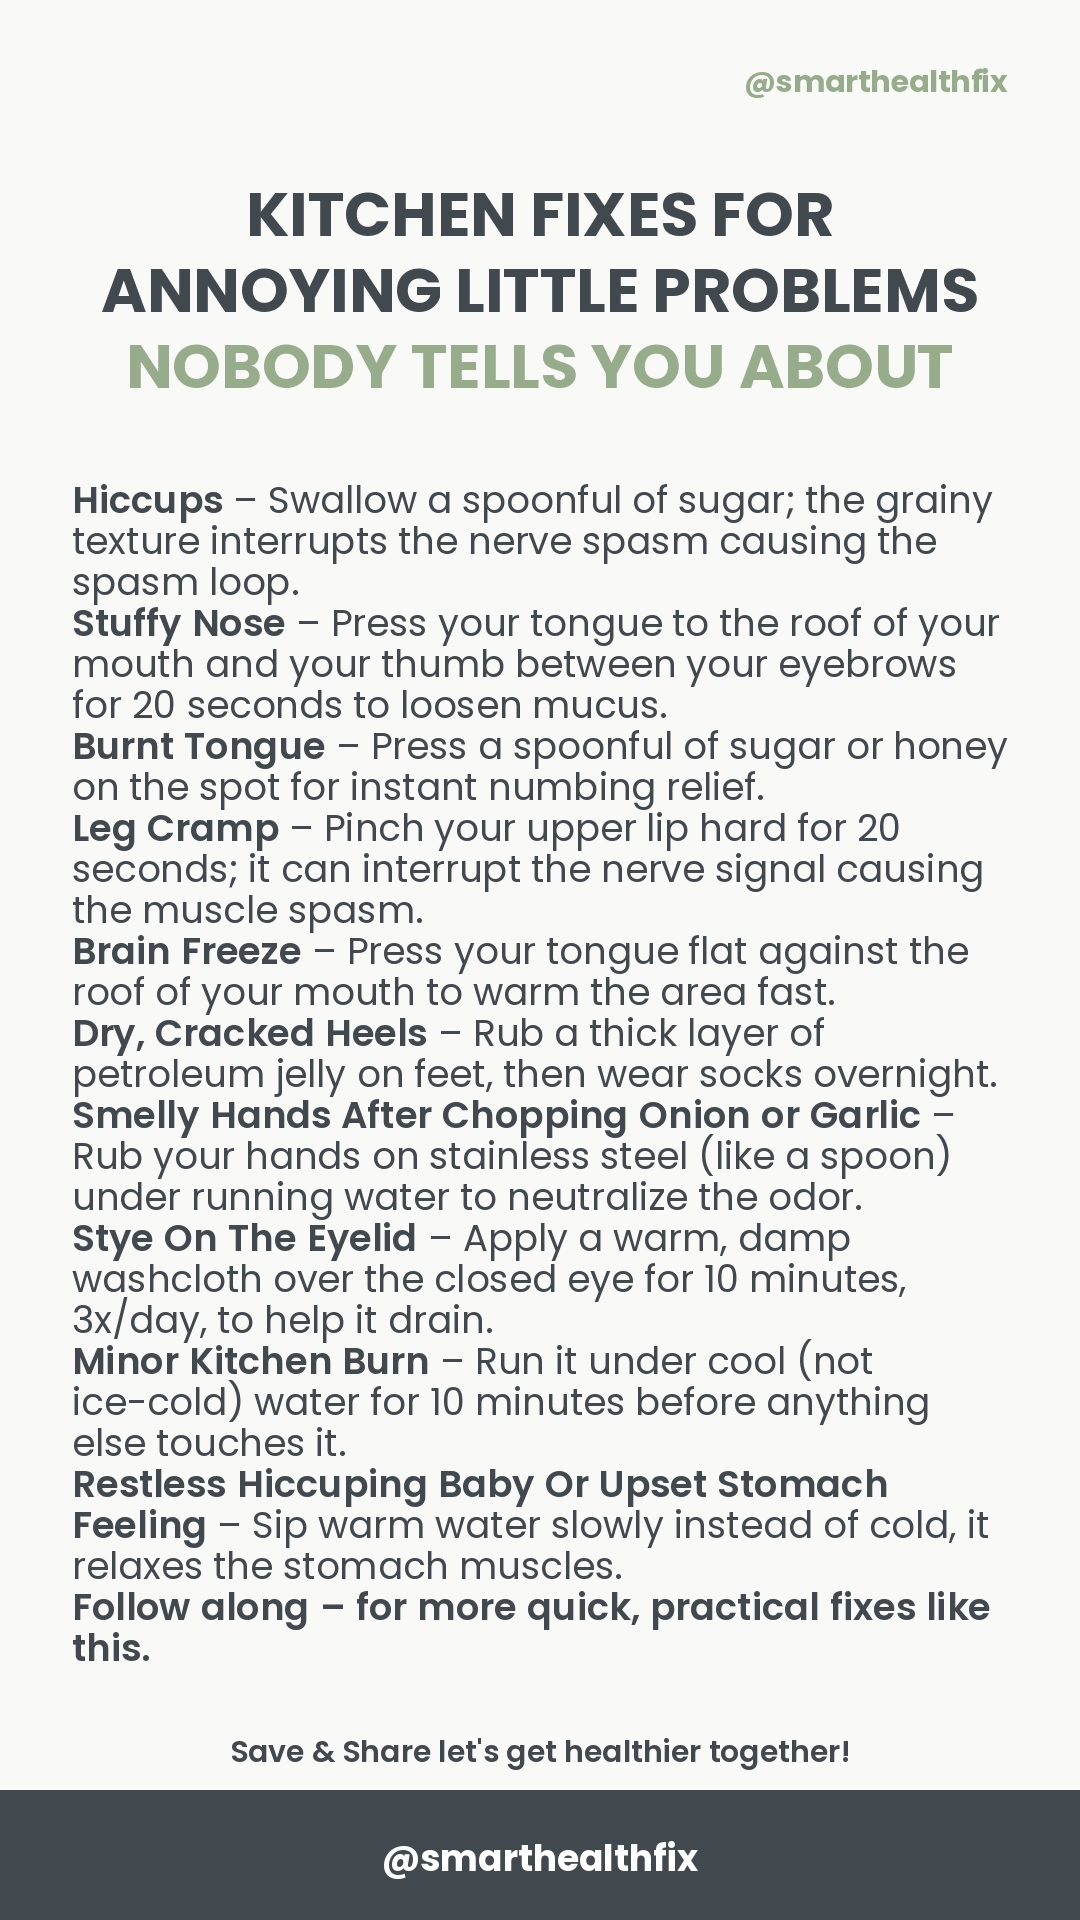 @smarthealthfix
KITCHEN FIXES FOR
ANNOYING LITTLE PROBLEMS
NOBODY TELLS YOU ABOUT
Hiccups – Swallow a spoonful of sugar; the grainy
texture interrupts the nerve spasm causing the
spasm loop.
Stuffy Nose – Press your tongue to the roof of your
mouth and your thumb between your eyebrows
for 20 seconds to loosen mucus.
Burnt Tongue – Press a spoonful of sugar or honey
on the spot for instant numbing relief.
Leg Cramp – Pinch your upper lip hard for 20
seconds; it can interrupt the nerve signal causing
the muscle spasm.
Brain Freeze – Press your tongue flat against the
roof of your mouth to warm the area fast.
Dry, Cracked Heels – Rub a thick layer of
petroleum jelly on feet, then wear socks overnight.
Smelly Hands After Chopping Onion or Garlic –
Rub your hands on stainless steel (like a spoon)
under running water to neutralize the odor.
Stye On The Eyelid – Apply a warm, damp
washcloth over the closed eye for 10 minutes,
3x/day, to help it drain.
Minor Kitchen Burn – Run it under cool (not
ice-cold) water for 10 minutes before anything
else touches it.
Restless Hiccuping Baby Or Upset Stomach
Feeling – Sip warm water slowly instead of cold, it
relaxes the stomach muscles.
Follow along – for more quick, practical fixes like
this.
Save & Share let's get healthier together!
@smarthealthfix